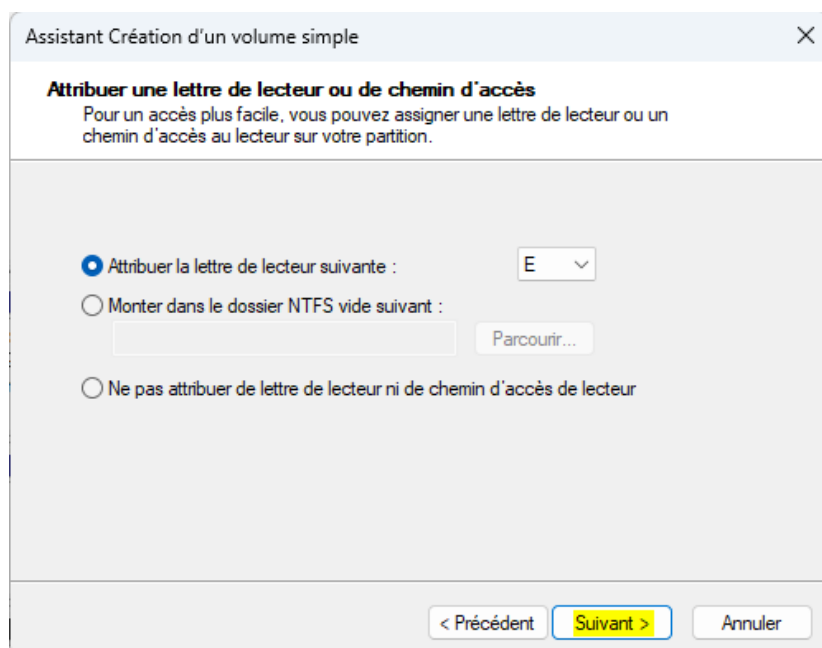 Assistant Création d'un volume simple
Attribuer une lettre de lecteur ou de chemin d'accès
Pour un accès plus facile, vous pouvez assigner une lettre de lecteur ou un
chemin d'accès au lecteur sur votre partition.
Attribuer la lettre de lecteur suivante : E
Monter dans le dossier NTFS vide suivant :
Parcourir...
Ne pas attribuer de lettre de lecteur ni de chemin d'accès de lecteur
< Précédent Suivant > Annuler